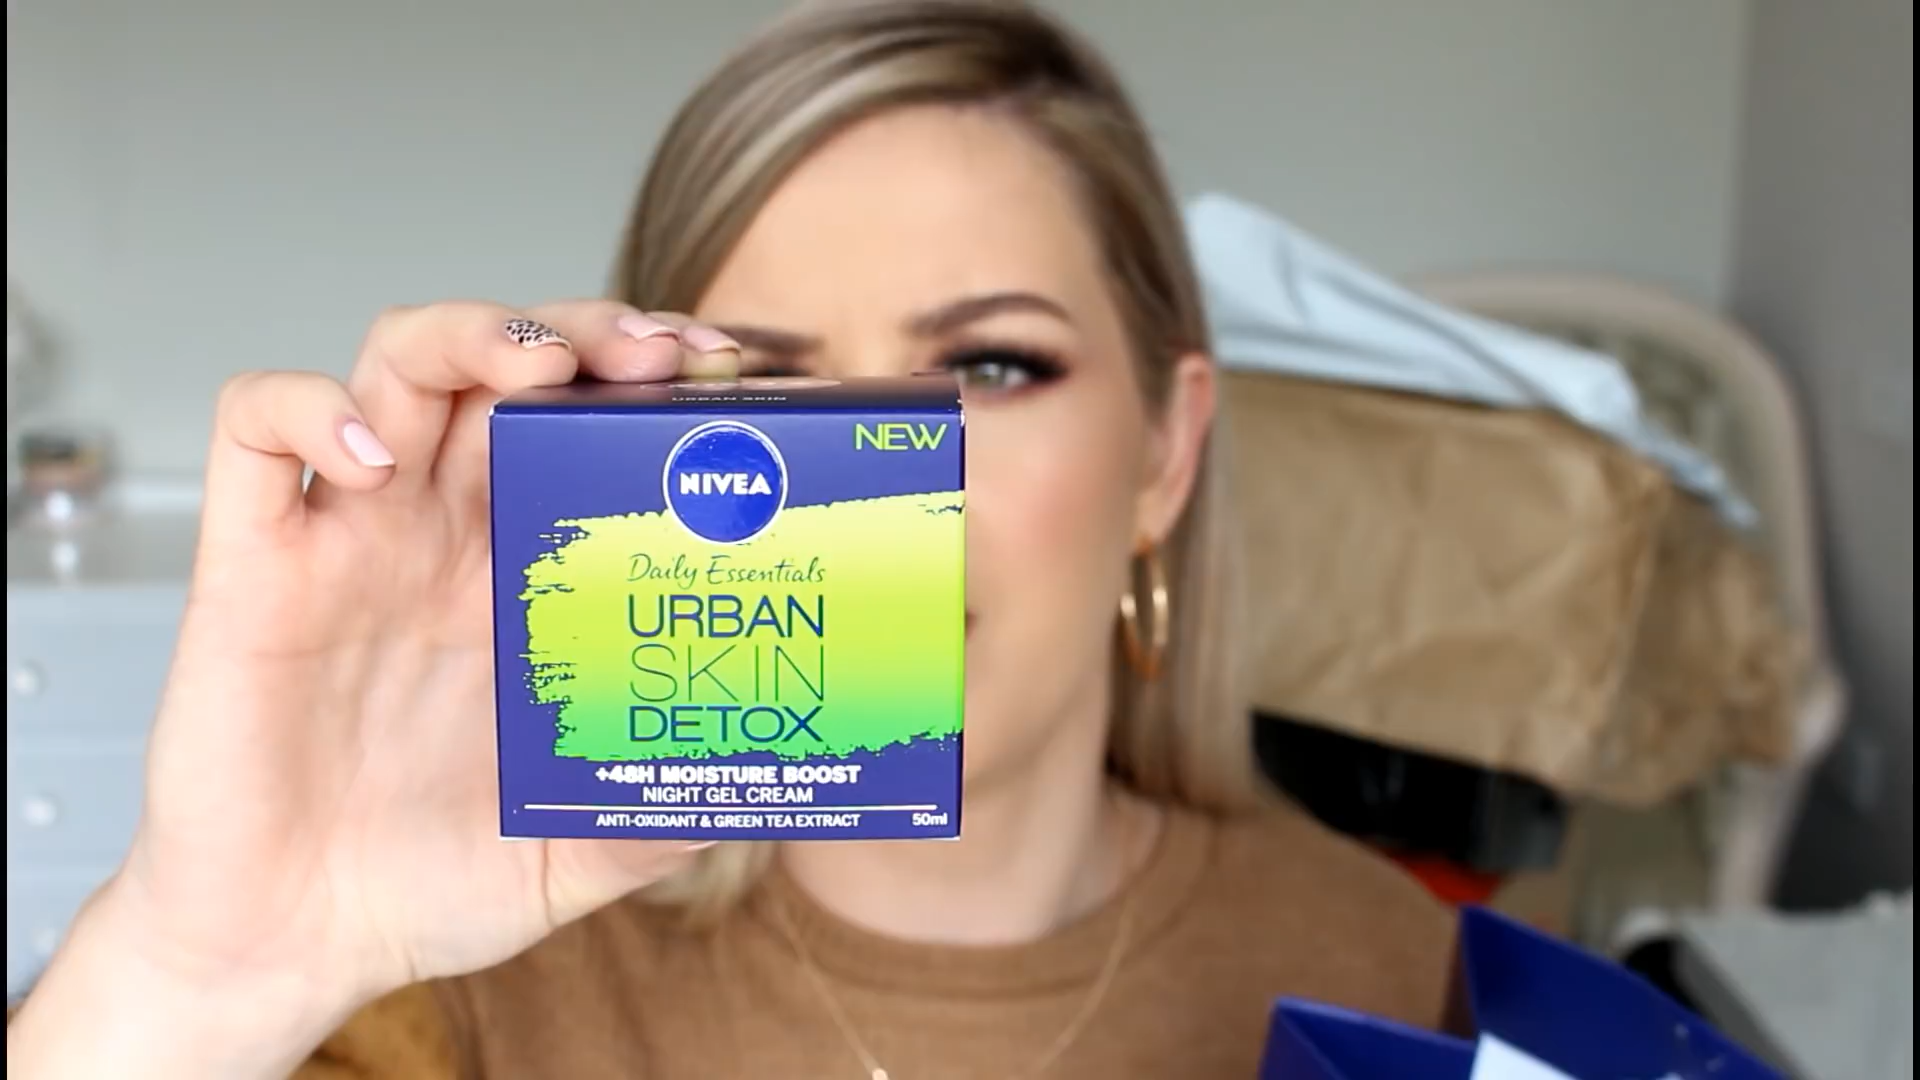 URBAN SKIN
NEW
NIVEA
Daily Essentials
URBAN
SKIN
DETOX
+48H MOISTURE BOOST
NIGHT GEL CREAM
ANTI-OXIDANT & GREEN TEA EXTRACT 50ml